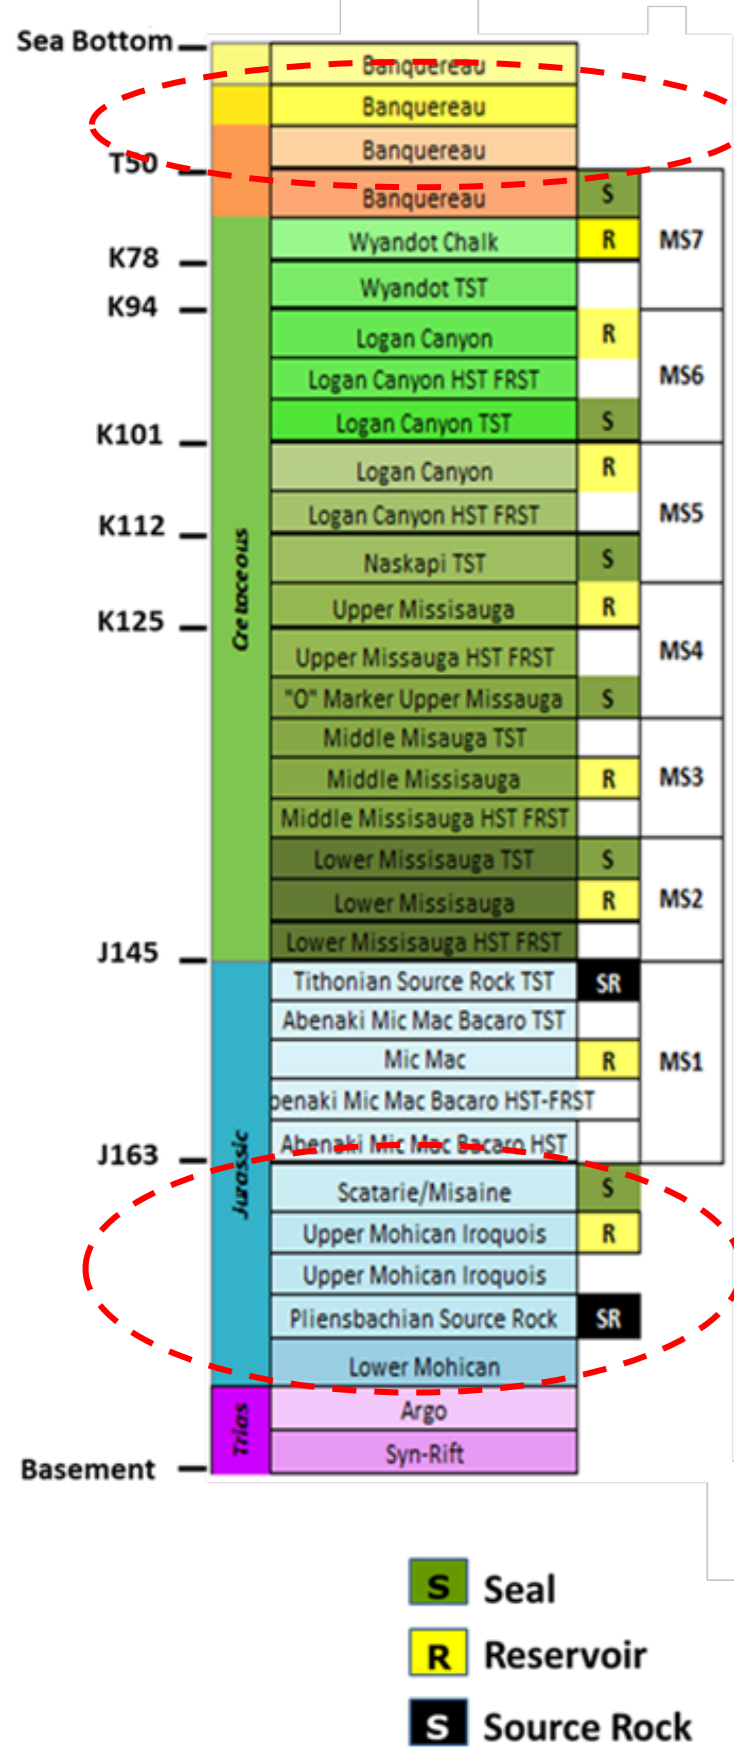 Sea Bottom
Banquereau
Banquereau
Banquereau
T50
Banquereau S
Wyandot Chalk R MS7
K78
Wyandot TST
K94
Logan Canyon R
Logan Canyon HST FRST MS6
Logan Canyon TST S
K101
Logan Canyon R
Logan Canyon HST FRST MS5
K112
Naskapi TST S
Cretaceous
Upper Missisauga R
K125
Upper Missauga HST FRST MS4
"O" Marker Upper Missauga S
Middle Misauga TST
Middle Missisauga R MS3
Middle Missisauga HST FRST
Lower Missisauga TST S
Lower Missisauga R MS2
Lower Missisauga HST FRST
J145
Tithonian Source Rock TST SR
Abenaki Mic Mac Bacaro TST
Mic Mac R MS1
benaki Mic Mac Bacaro HST-FRST
Abenaki Mic Mac Bacaro HST
J163
Jurassic
Scatarie/Misaine S
Upper Mohican Iroquois R
Upper Mohican Iroquois
Pliensbachian Source Rock SR
Lower Mohican
Trias
Argo
Syn-Rift
Basement
S Seal
R Reservoir
S Source Rock